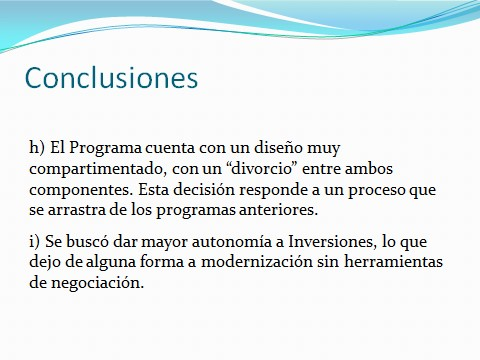 Conclusiones
h) El Programa cuenta con un diseño muy
compartimentado, con un “divorcio” entre ambos
componentes. Esta decisión responde a un proceso que
se arrastra de los programas anteriores.
i) Se buscó dar mayor autonomía a Inversiones, lo que
dejo de alguna forma a modernización sin herramientas
de negociación.